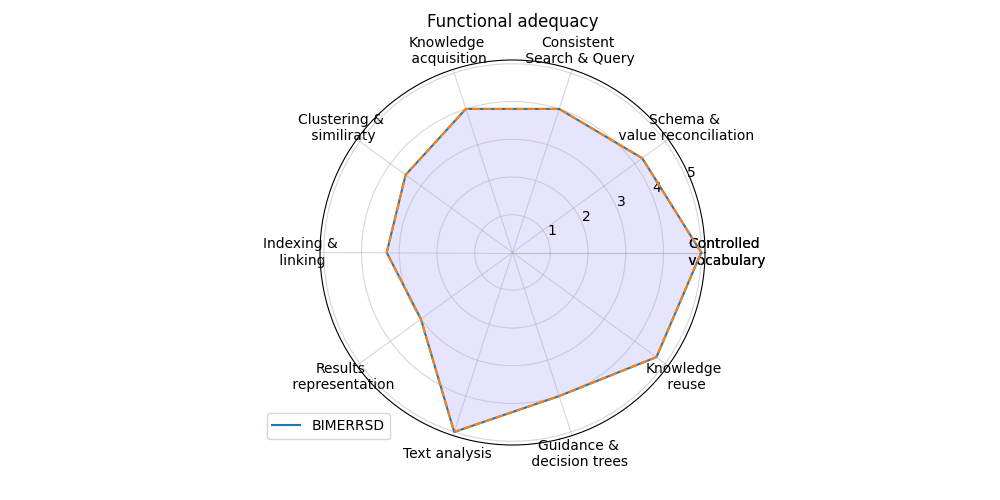 Functional adequacy
Knowledge
acquisition
Consistent
Search & Query
Clustering &
similiraty
Schema &
value reconciliation
5
4
3
2
1
Indexing &
linking
Controlled
vocabulary
Results
representation
Knowledge
reuse
BIMERRSD
Text analysis
Guidance &
decision trees